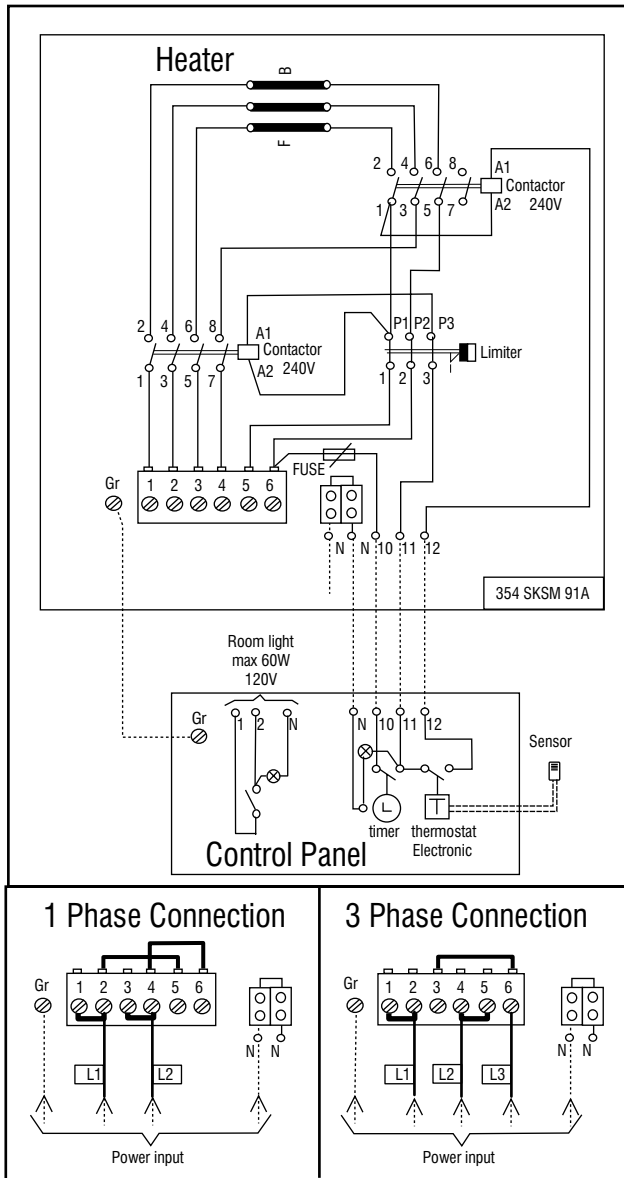 Heater
B
F
2 4 6 8
A1
Contactor
A2 240V
1 3 5 7
2 4 6 8
A1
Contactor
A2 240V
1 3 5 7
P1 P2 P3
Limiter
1 2 3
FUSE
Gr 1 2 3 4 5 6
N N 10 11 12
354 SKSM 91A
Room light
max 60W
120V
Gr
1 2 N
N 10 11 12
Sensor
T
timer thermostat
Electronic
Control Panel
1 Phase Connection
Gr 1 2 3 4 5 6
N N
L1 L2
Power input
3 Phase Connection
Gr 1 2 3 4 5 6
N N
L1 L2 L3
Power input